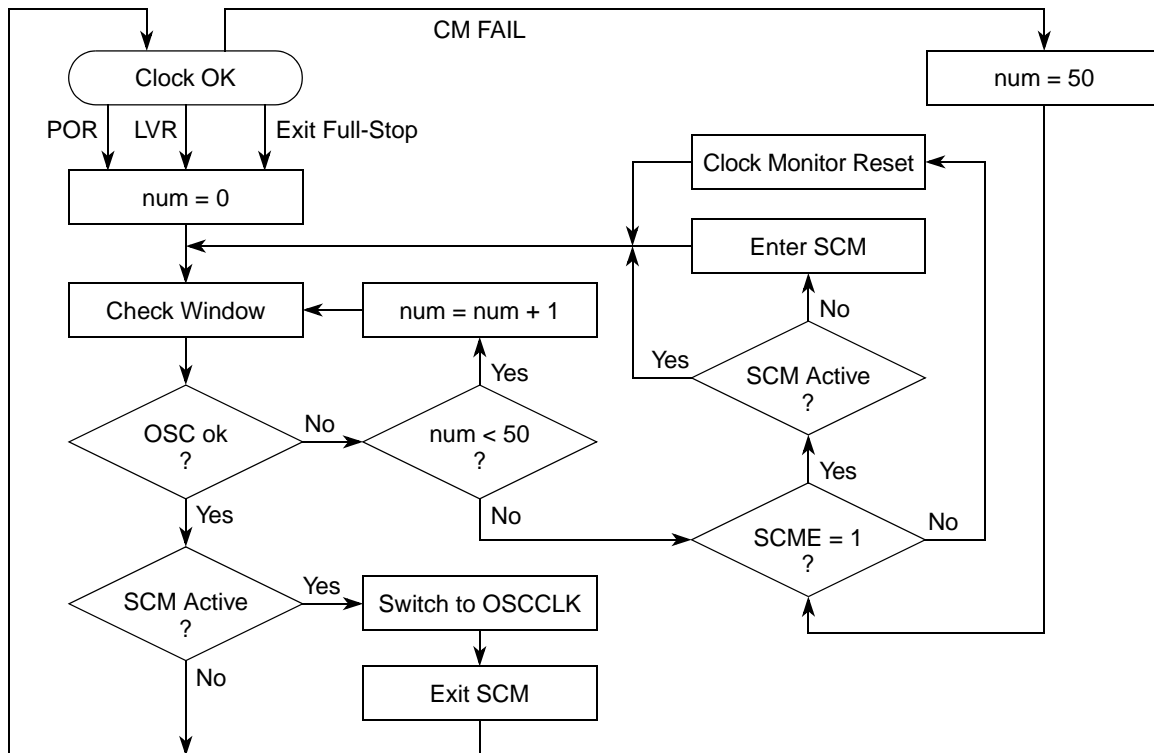 CM FAIL
Clock OK
num = 50
POR
LVR
Exit Full-Stop
Clock Monitor Reset
num = 0
Enter SCM
Check Window
num = num + 1
No
Yes
SCM Active
?
Yes
OSC ok
?
No
num < 50
?
Yes
Yes
No
SCME = 1
?
No
SCM Active
?
Yes
Switch to OSCCLK
No
Exit SCM